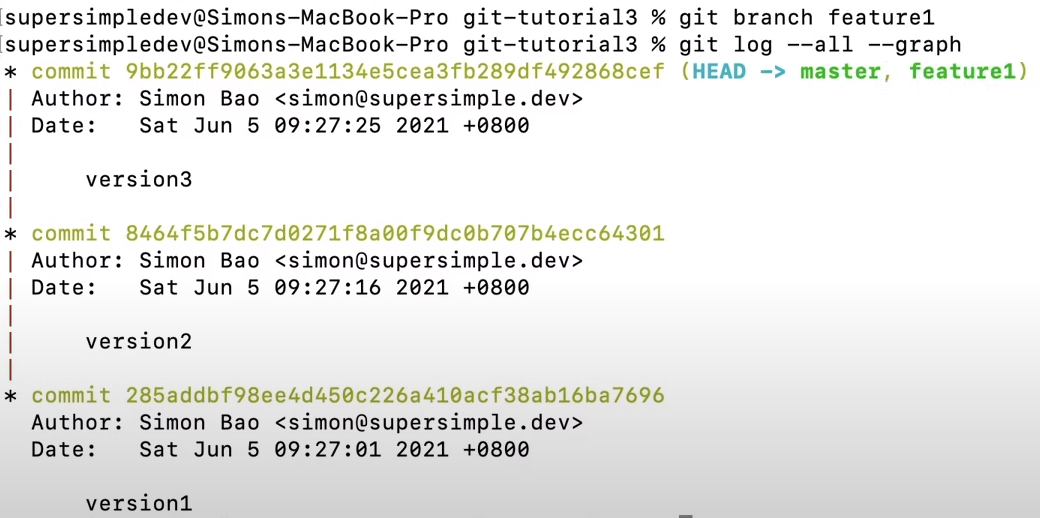 [supersimpledev@Simons-MacBook-Pro git-tutorial3 % git branch feature1
[supersimpledev@Simons-MacBook-Pro git-tutorial3 % git log --all --graph
* commit 9bb22ff9063a3e1134e5cea3fb289df492868cef (HEAD -> master, feature1)
| Author: Simon Bao <simon@supersimple.dev>
| Date:   Sat Jun 5 09:27:25 2021 +0800
|
|     version3
|
* commit 8464f5b7dc7d0271f8a00f9dc0b707b4ecc64301
| Author: Simon Bao <simon@supersimple.dev>
| Date:   Sat Jun 5 09:27:16 2021 +0800
|
|     version2
|
* commit 285addbf98ee4d450c226a410acf38ab16ba7696
  Author: Simon Bao <simon@supersimple.dev>
  Date:   Sat Jun 5 09:27:01 2021 +0800

      version1